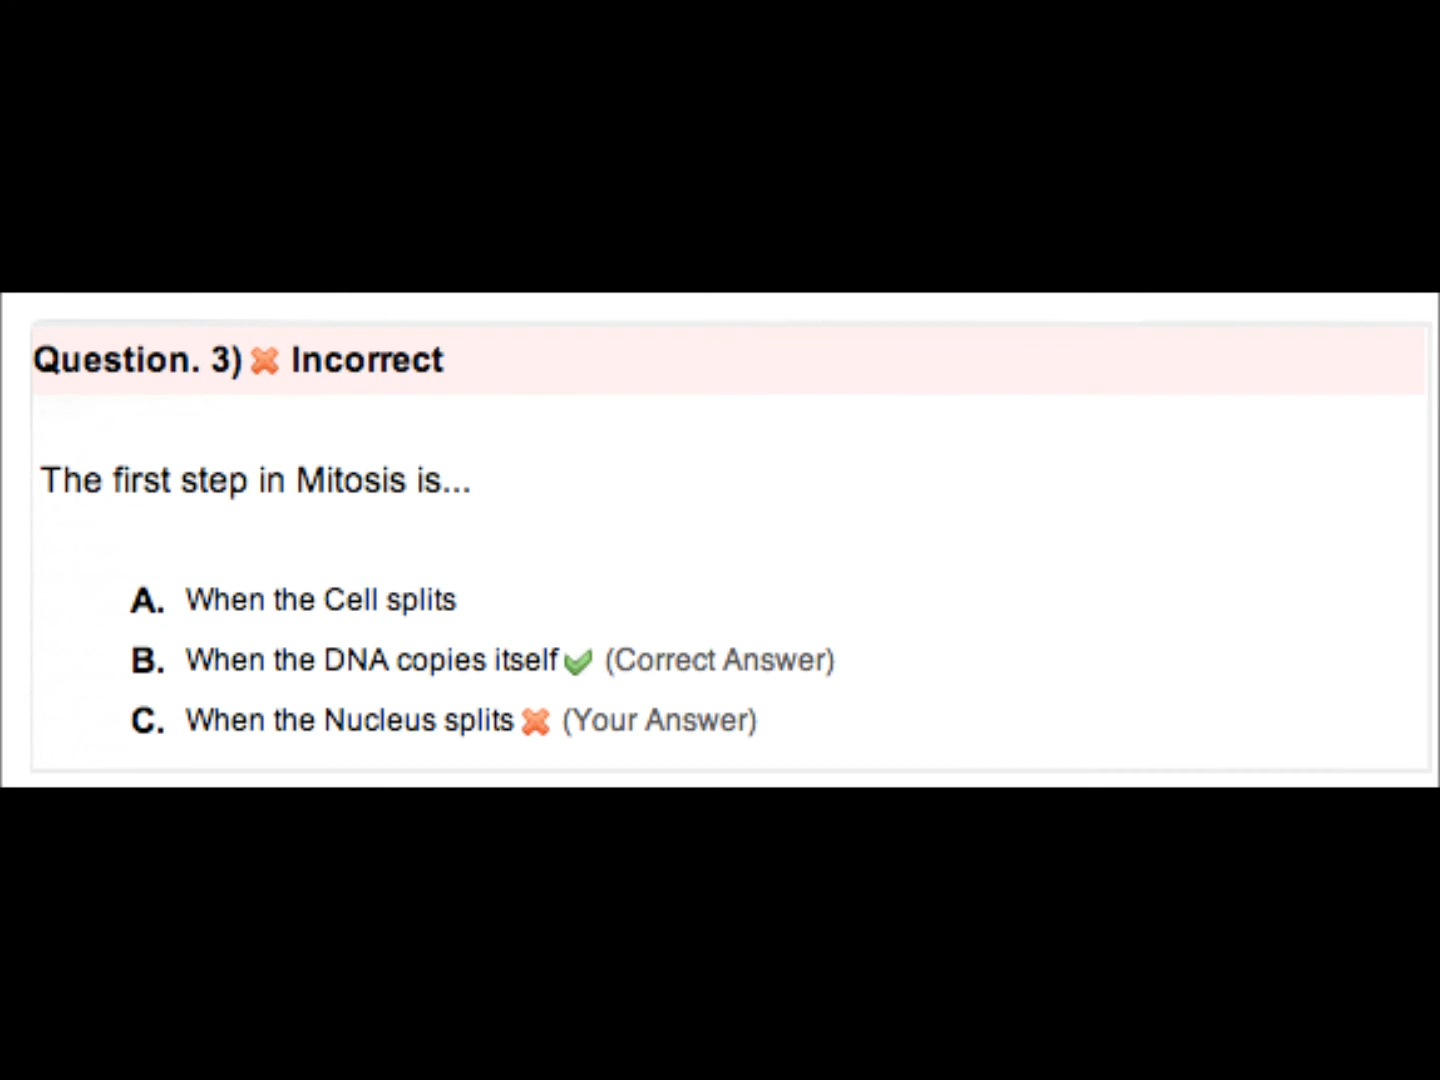 Question. 3) Incorrect
The first step in Mitosis is...
A. When the Cell splits
B. When the DNA copies itself (Correct Answer)
C. When the Nucleus splits (Your Answer)